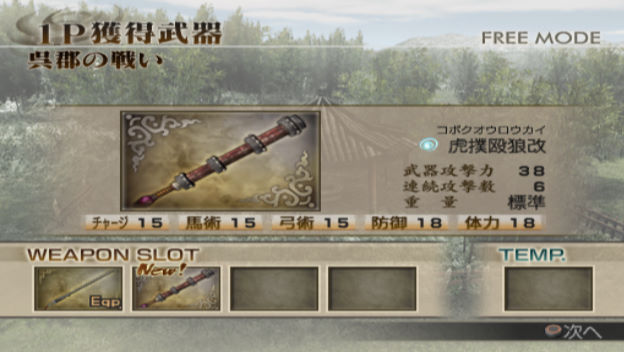 1P獲得武器
FREE MODE
呉郡の戦い
コボクオウロウカイ
虎撲殴狼改
武器攻撃力 38
連続攻撃数 6
重量 標準
チャージ 15 馬術 15 弓術 15 防御 18 体力 18
WEAPON SLOT
TEMP.
New!
Eqp
次へ